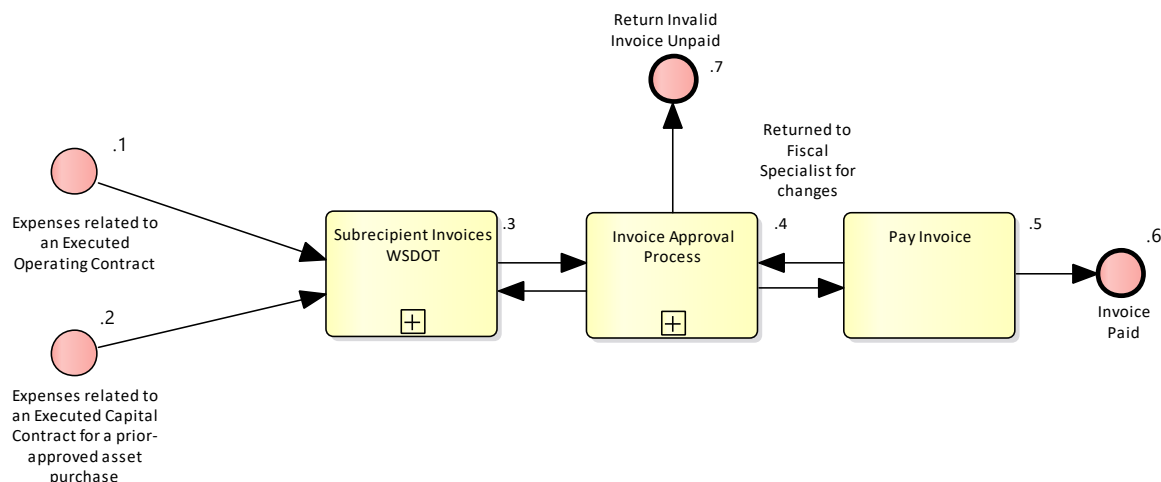 Return Invalid
Invoice Unpaid
.7
.1
Returned to
Fiscal
Specialist for
changes
Expenses related to
an Executed
Operating Contract
Subrecipient Invoices
WSDOT
.3
Invoice Approval
Process
.4
Pay Invoice
.5
.6
Invoice
Paid
.2
Expenses related to
an Executed Capital
Contract for a prior-
approved asset
purchase